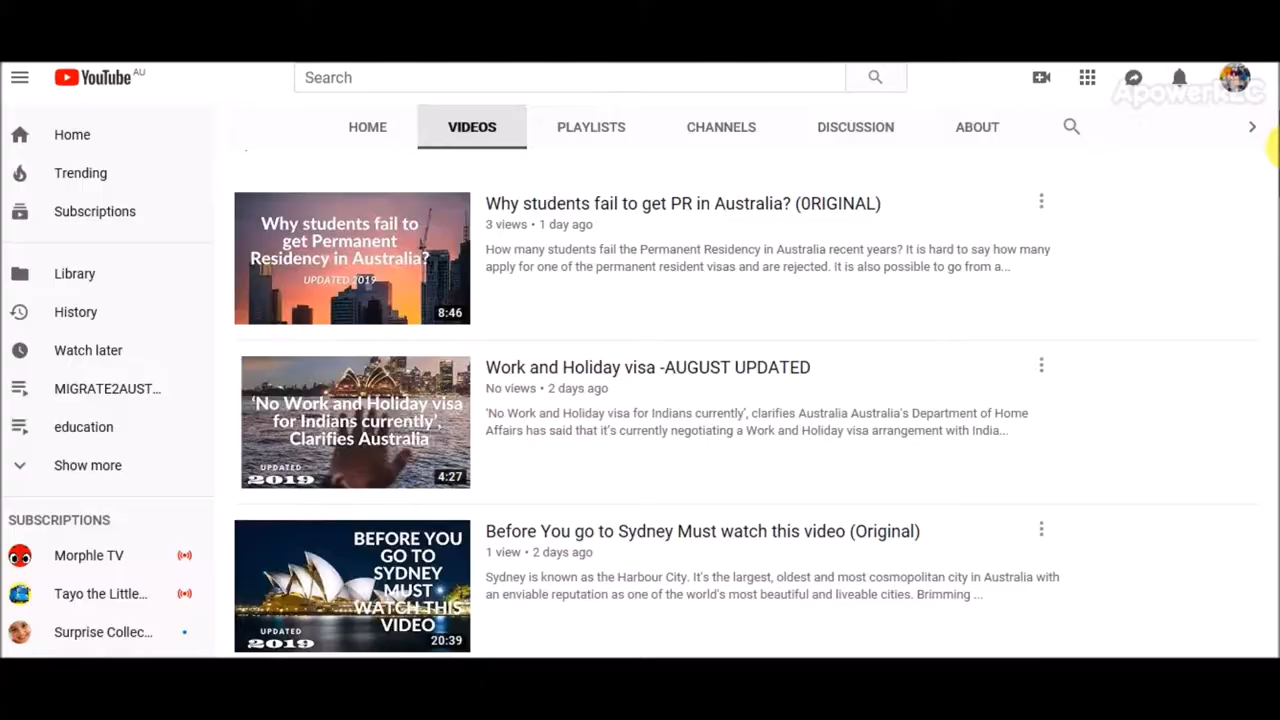 YouTube AU
Search
ApowerREC
HOME
VIDEOS
PLAYLISTS
CHANNELS
DISCUSSION
ABOUT
Home
Trending
Subscriptions
Library
History
Watch later
MIGRATE2AUST...
education
Show more
SUBSCRIPTIONS
Morphle TV
Tayo the Little...
Surprise Collec...
Why students fail to
get Permanent
Residency in Australia?
UPDATED 2019
8:46
Why students fail to get PR in Australia? (0RIGINAL)
3 views • 1 day ago
How many students fail the Permanent Residency in Australia recent years? It is hard to say how many
apply for one of the permanent resident visas and are rejected. It is also possible to go from a...
'No Work and Holiday visa
for Indians currently',
Clarifies Australia
UPDATED
2019
4:27
Work and Holiday visa -AUGUST UPDATED
No views • 2 days ago
'No Work and Holiday visa for Indians currently', clarifies Australia Australia's Department of Home
Affairs has said that it's currently negotiating a Work and Holiday visa arrangement with India...
BEFORE YOU
GO TO
SYDNEY
MUST
WATCH THIS
VIDEO
UPDATED
2019
20:39
Before You go to Sydney Must watch this video (Original)
1 view • 2 days ago
Sydney is known as the Harbour City. It's the largest, oldest and most cosmopolitan city in Australia with
an enviable reputation as one of the world's most beautiful and liveable cities. Brimming ...